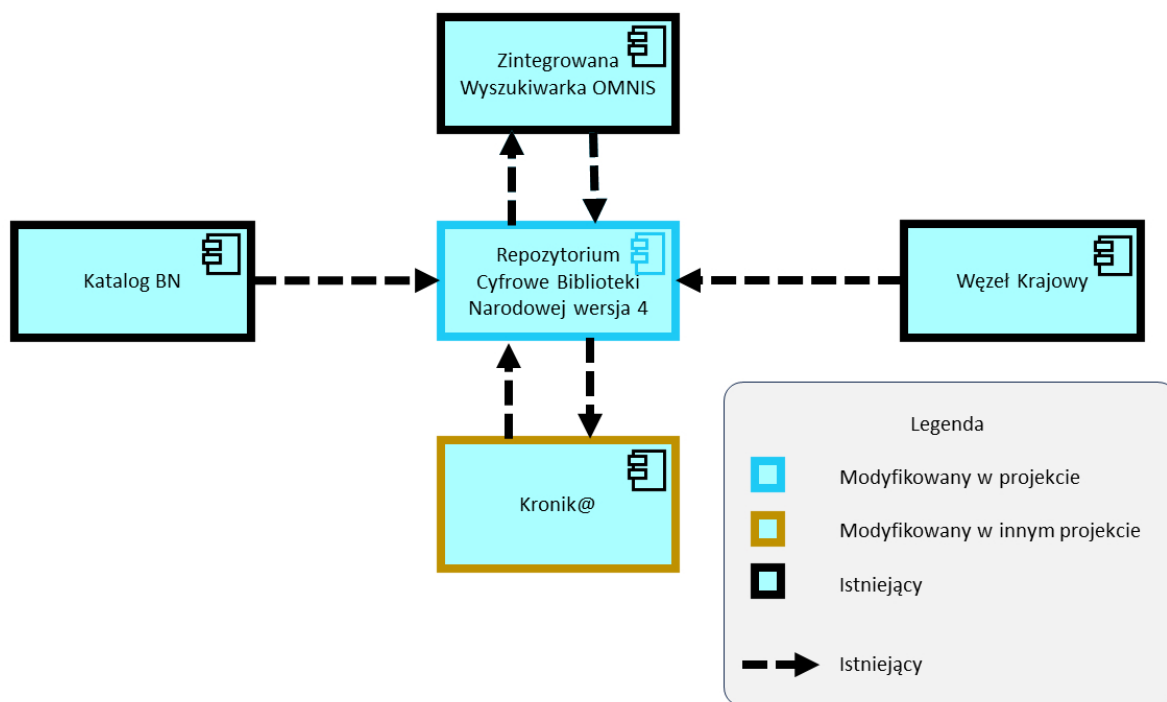 Zintegrowana
Wyszukiwarka OMNIS
Katalog BN
Repozytorium
Cyfrowe Biblioteki
Narodowej wersja 4
Węzeł Krajowy
Kronik@
Legenda
Modyfikowany w projekcie
Modyfikowany w innym projekcie
Istniejący
Istniejący